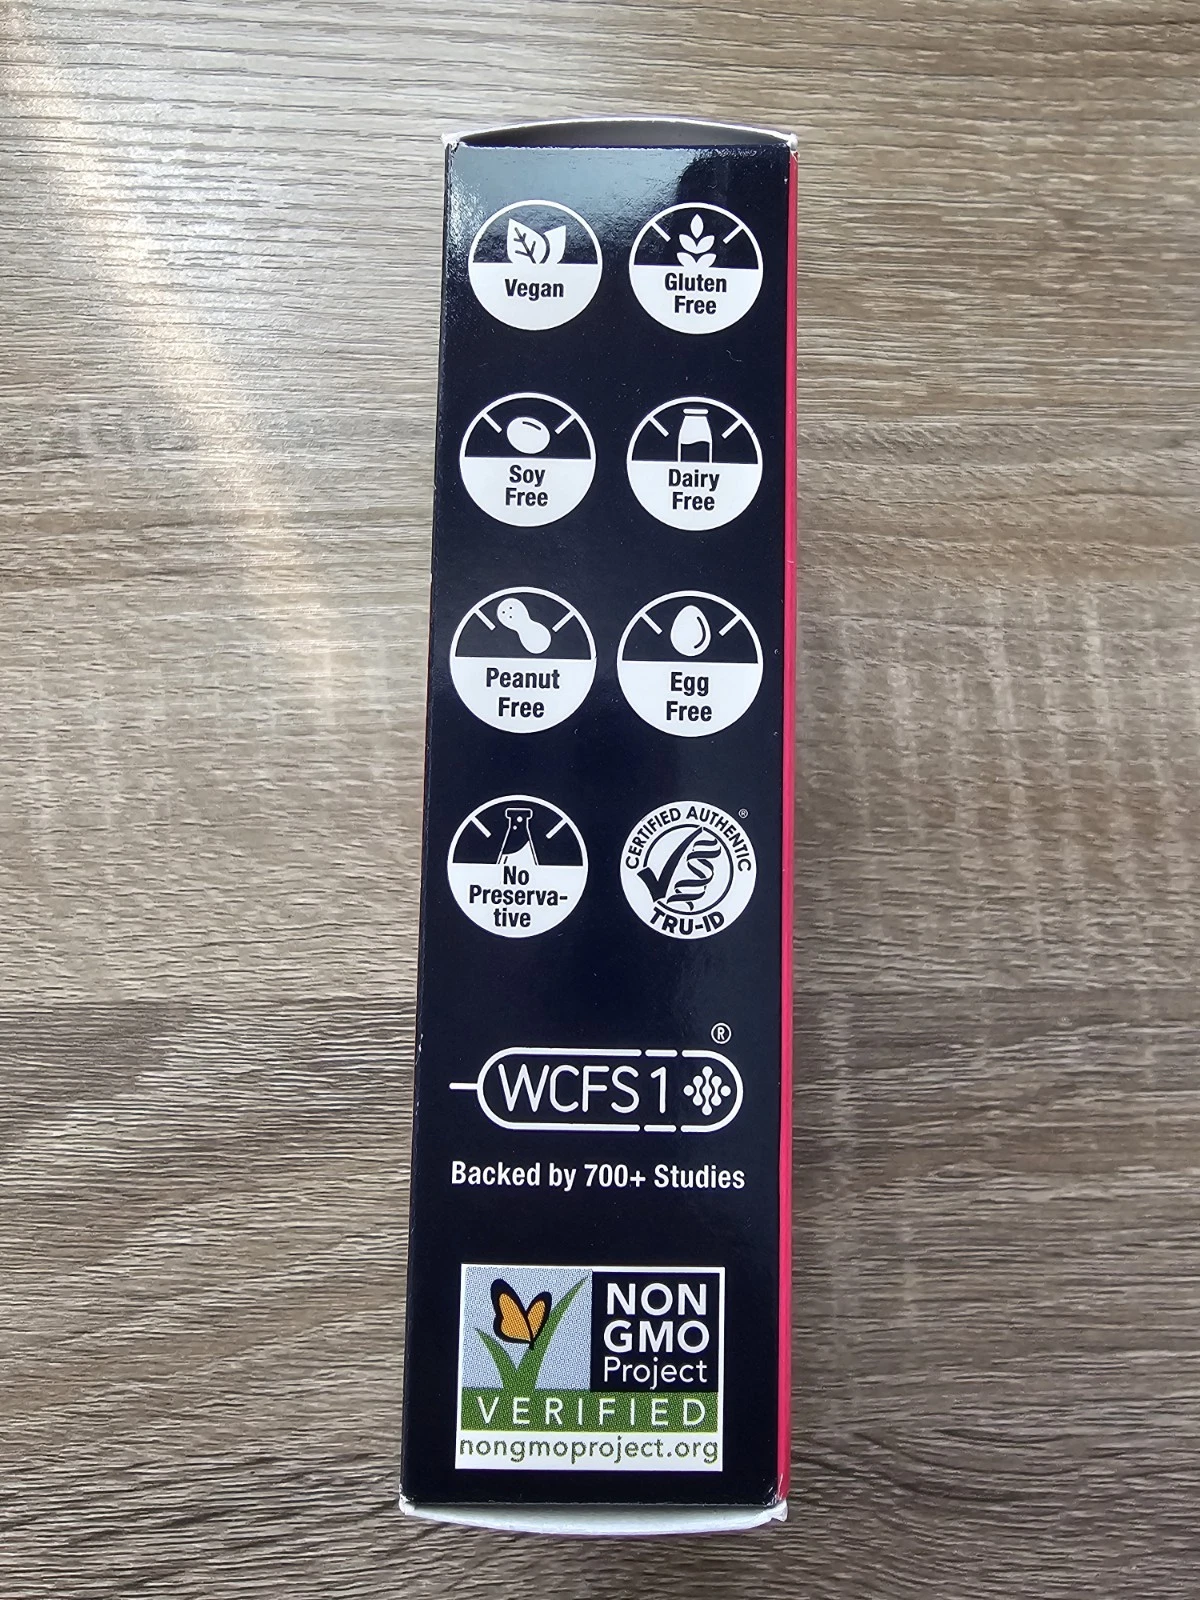 Vegan
Gluten
Free
Soy
Free
Dairy
Free
Peanut
Free
Egg
Free
No
Preserva-
tive
CERTIFIED AUTHENTIC
®
TRU-ID
®
WCFS1
Backed by 700+ Studies
NON
GMO
Project
VERIFIED
nongmoproject.org